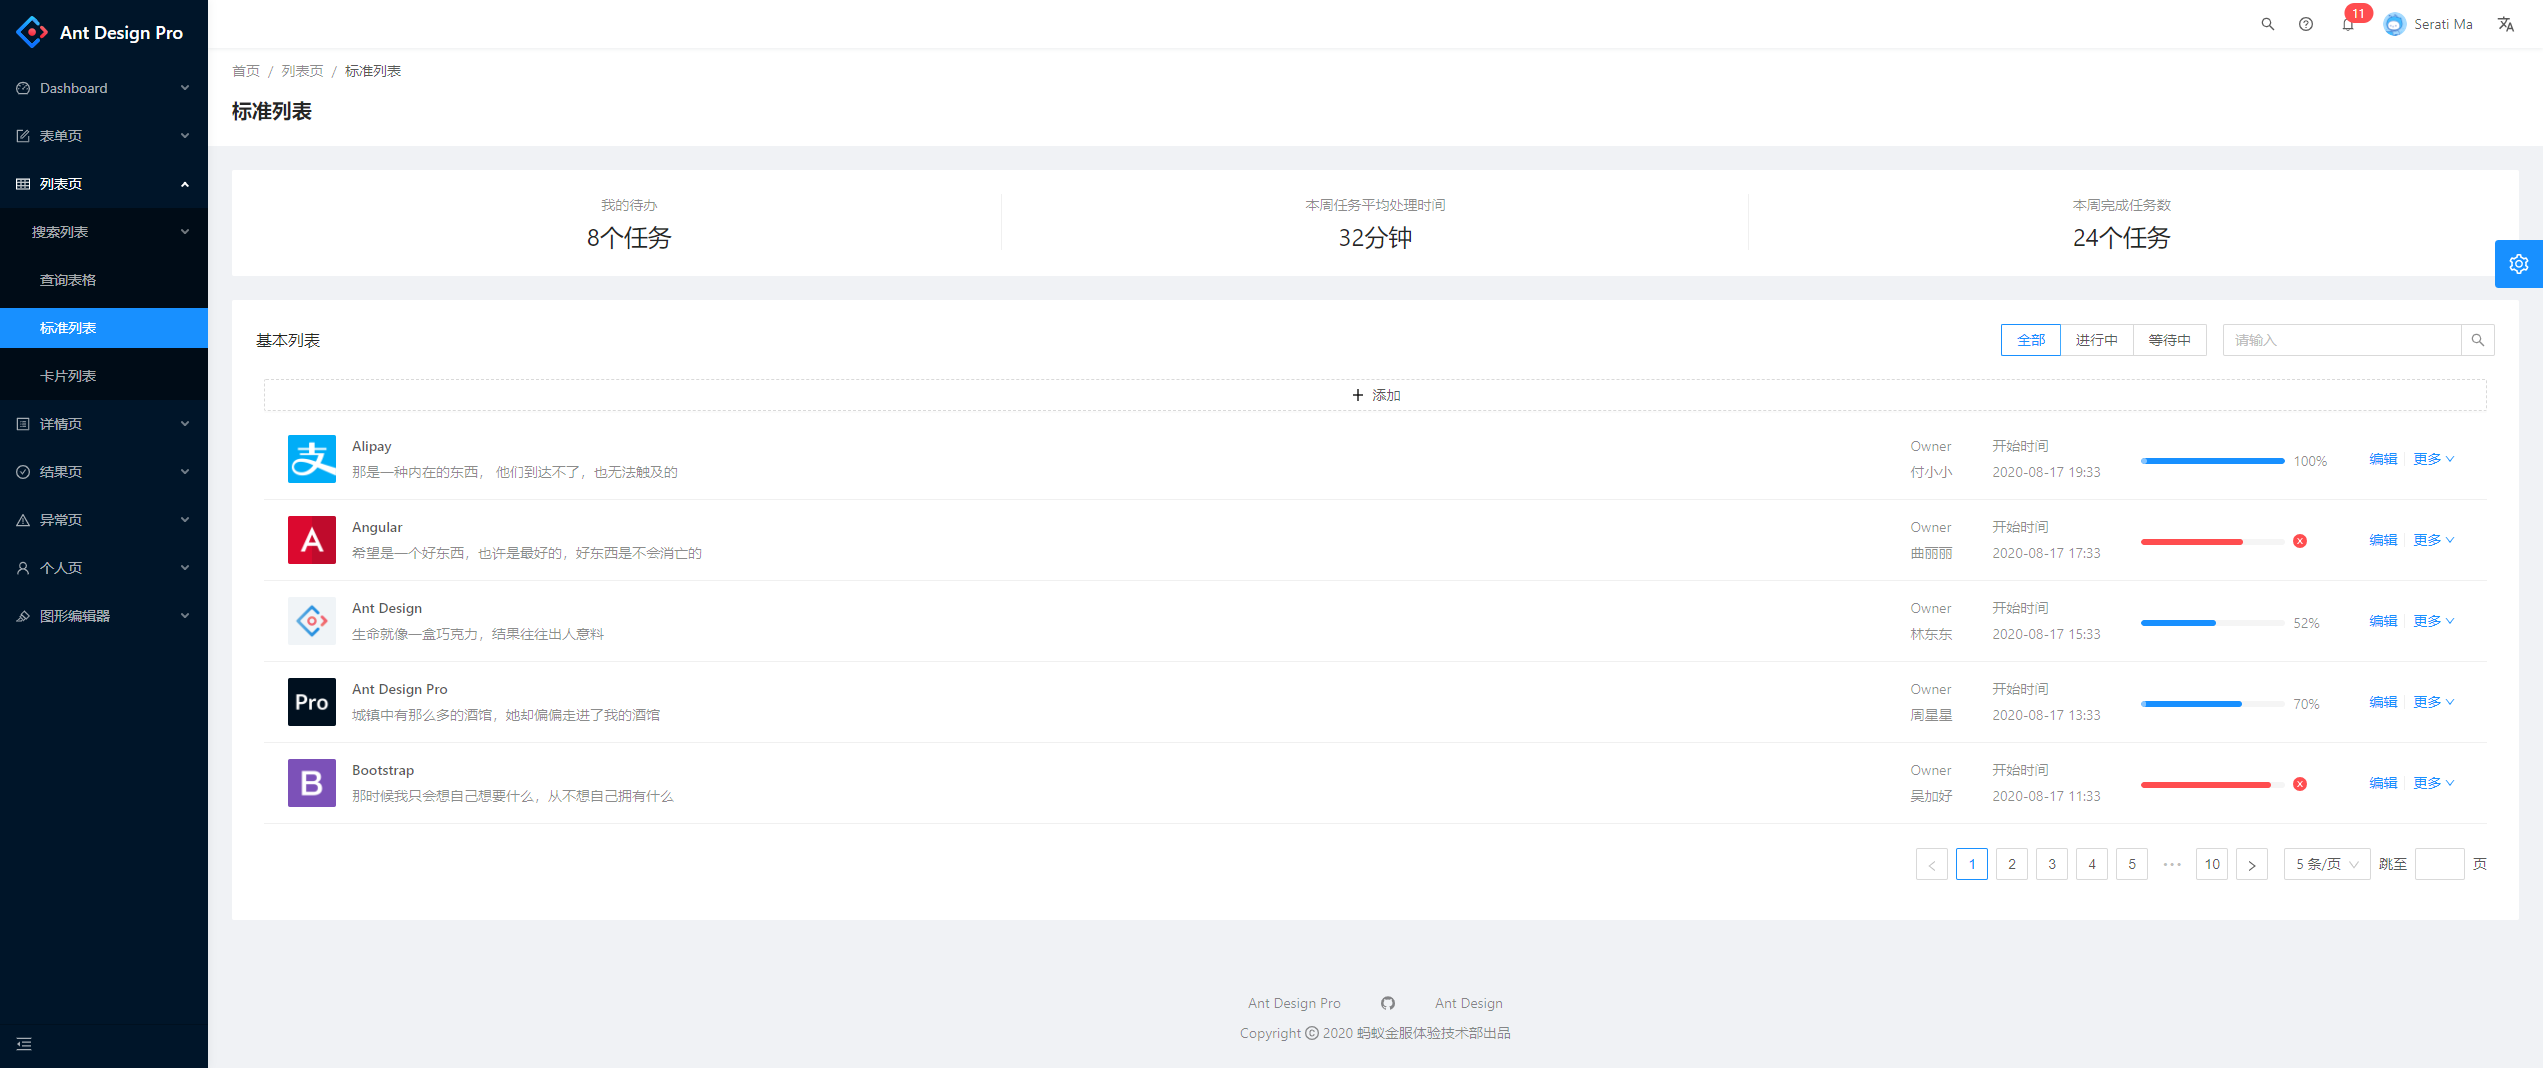 Ant Design Pro
Dashboard
表单页
列表页
搜索列表
查询表格
标准列表
卡片列表
详情页
结果页
异常页
个人页
图形编辑器
11
Serati Ma
首页 / 列表页 / 标准列表
标准列表
我的待办
8个任务
本周任务平均处理时间
32分钟
本周完成任务数
24个任务
基本列表
全部 进行中 等待中 请输入
+ 添加
支
Alipay
那是一种内在的东西， 他们到达不了，也无法触及的
Owner
付小小
开始时间
2020-08-17 19:33
100%
编辑 更多
A
Angular
希望是一个好东西，也许是最好的，好东西是不会消亡的
Owner
曲丽丽
开始时间
2020-08-17 17:33
编辑 更多
Ant Design
生命就像一盒巧克力，结果往往出人意料
Owner
林东东
开始时间
2020-08-17 15:33
52%
编辑 更多
Pro
Ant Design Pro
城镇中有那么多的酒馆，她却偏偏走进了我的酒馆
Owner
周星星
开始时间
2020-08-17 13:33
70%
编辑 更多
B
Bootstrap
那时候我只会想自己想要什么，从不想自己拥有什么
Owner
吴加好
开始时间
2020-08-17 11:33
编辑 更多
< 1 2 3 4 5 ••• 10 > 5 条/页 跳至 页
Ant Design Pro Ant Design
Copyright © 2020 蚂蚁金服体验技术部出品